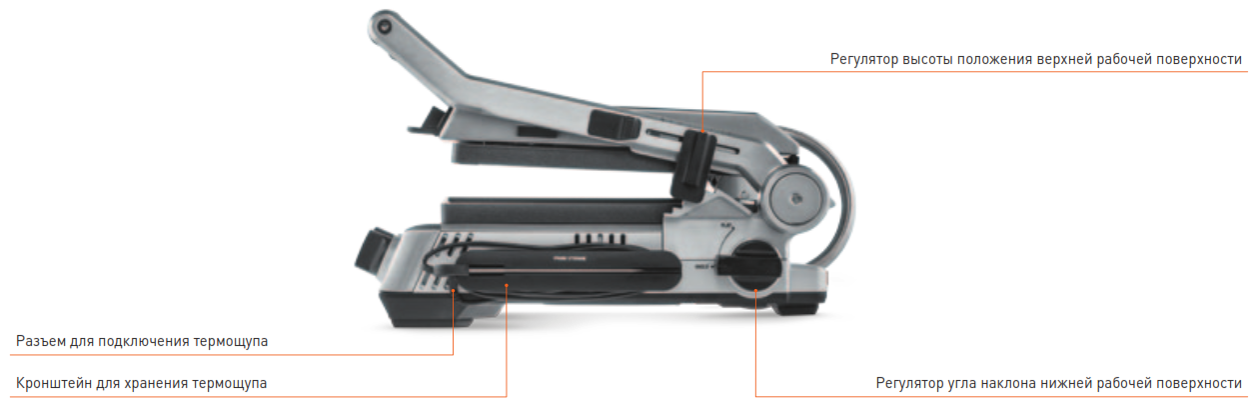 Регулятор высоты положения верхней рабочей поверхности
Разъем для подключения термощупа
Кронштейн для хранения термощупа
Регулятор угла наклона нижней рабочей поверхности